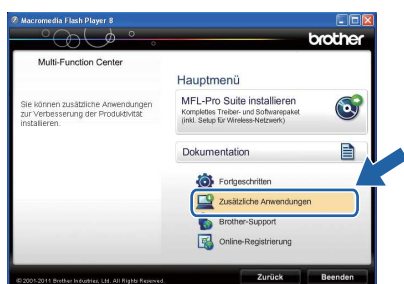 Macromedia Flash Player 8
brother
Multi-Function Center
Sie können zusätzliche Anwendungen
zur Verbesserung der Produktivität
installieren.
Hauptmenü
MFL-Pro Suite installieren
Komplettes Treiber- und Softwarepaket
(inkl. Setup für Wireless-Netzwerk)
Dokumentation
Fortgeschritten
Zusätzliche Anwendungen
Brother-Support
Online-Registrierung
© 2001-2011 Brother Industries, Ltd. All Rights Reserved.
Zurück
Beenden